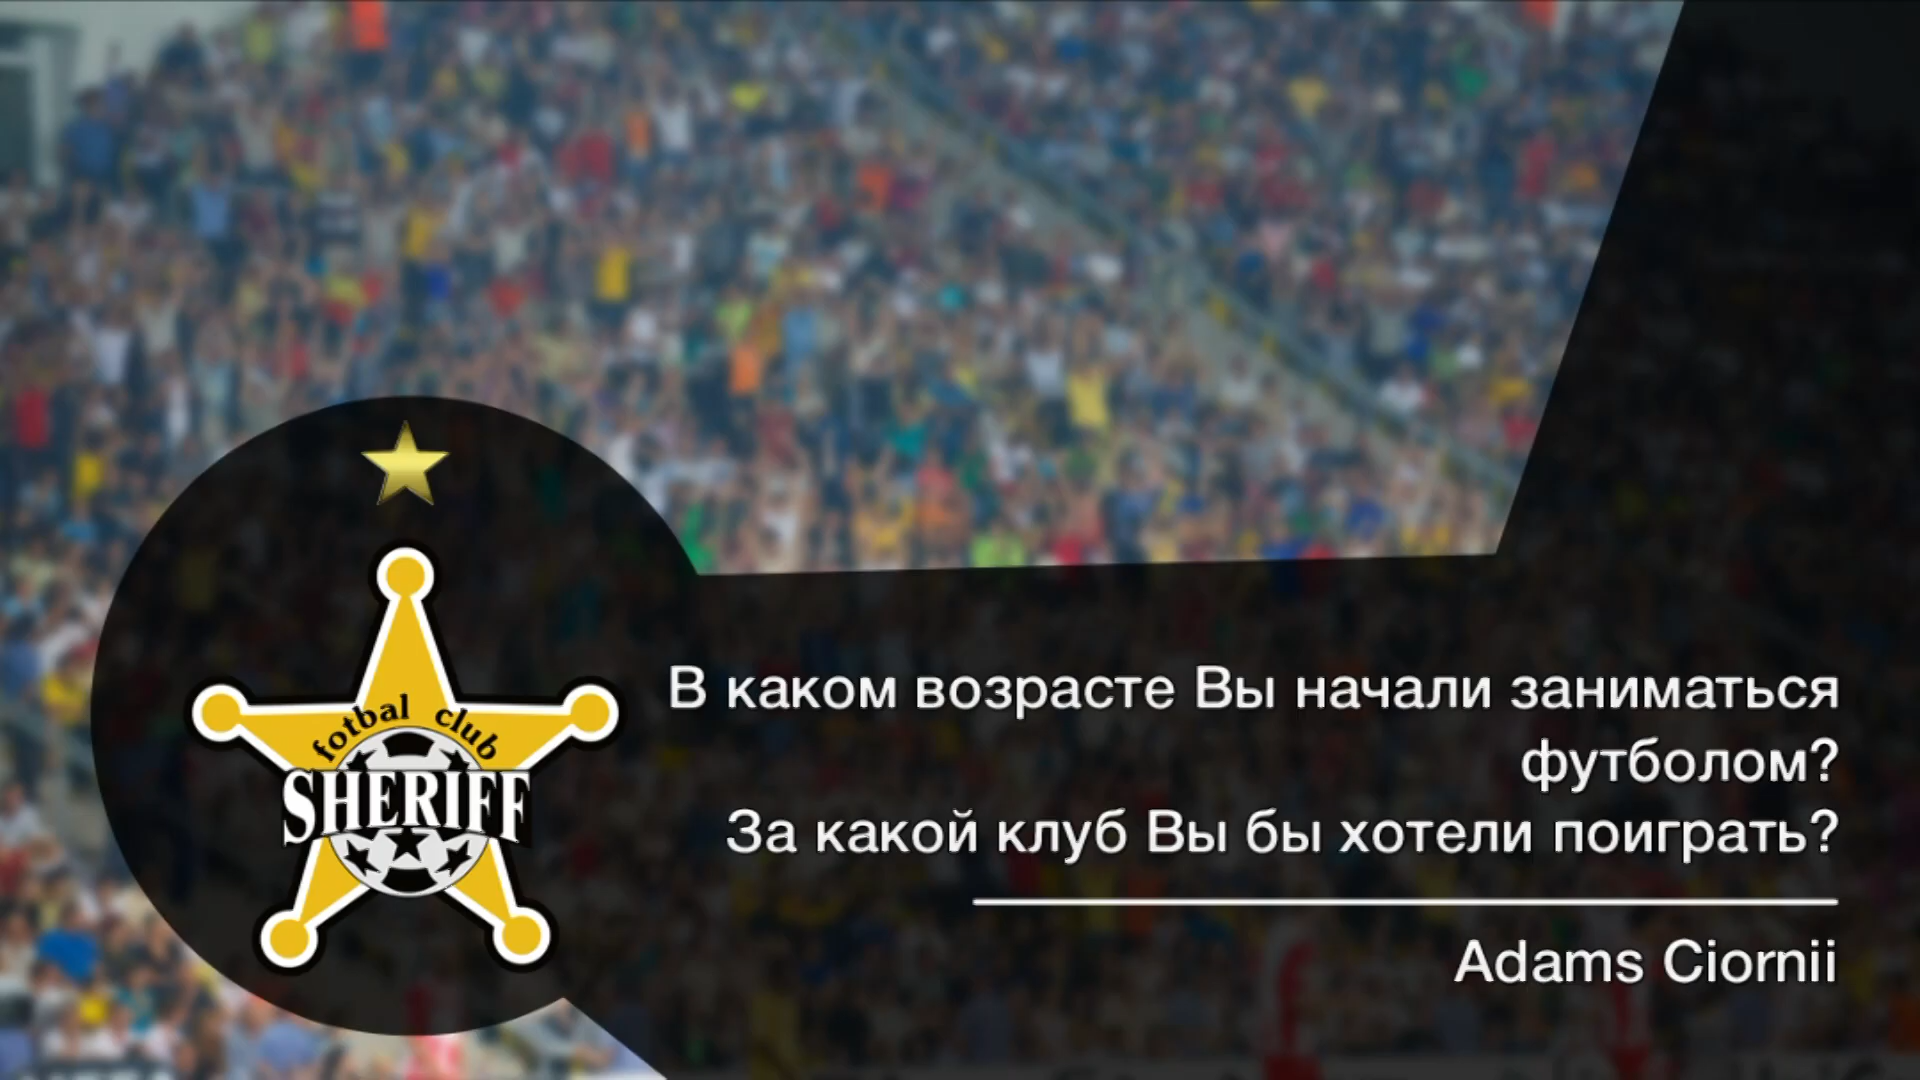 fotbal club
SHERIFF
В каком возрасте Вы начали заниматься
футболом?
За какой клуб Вы бы хотели поиграть?
Adams Ciornii